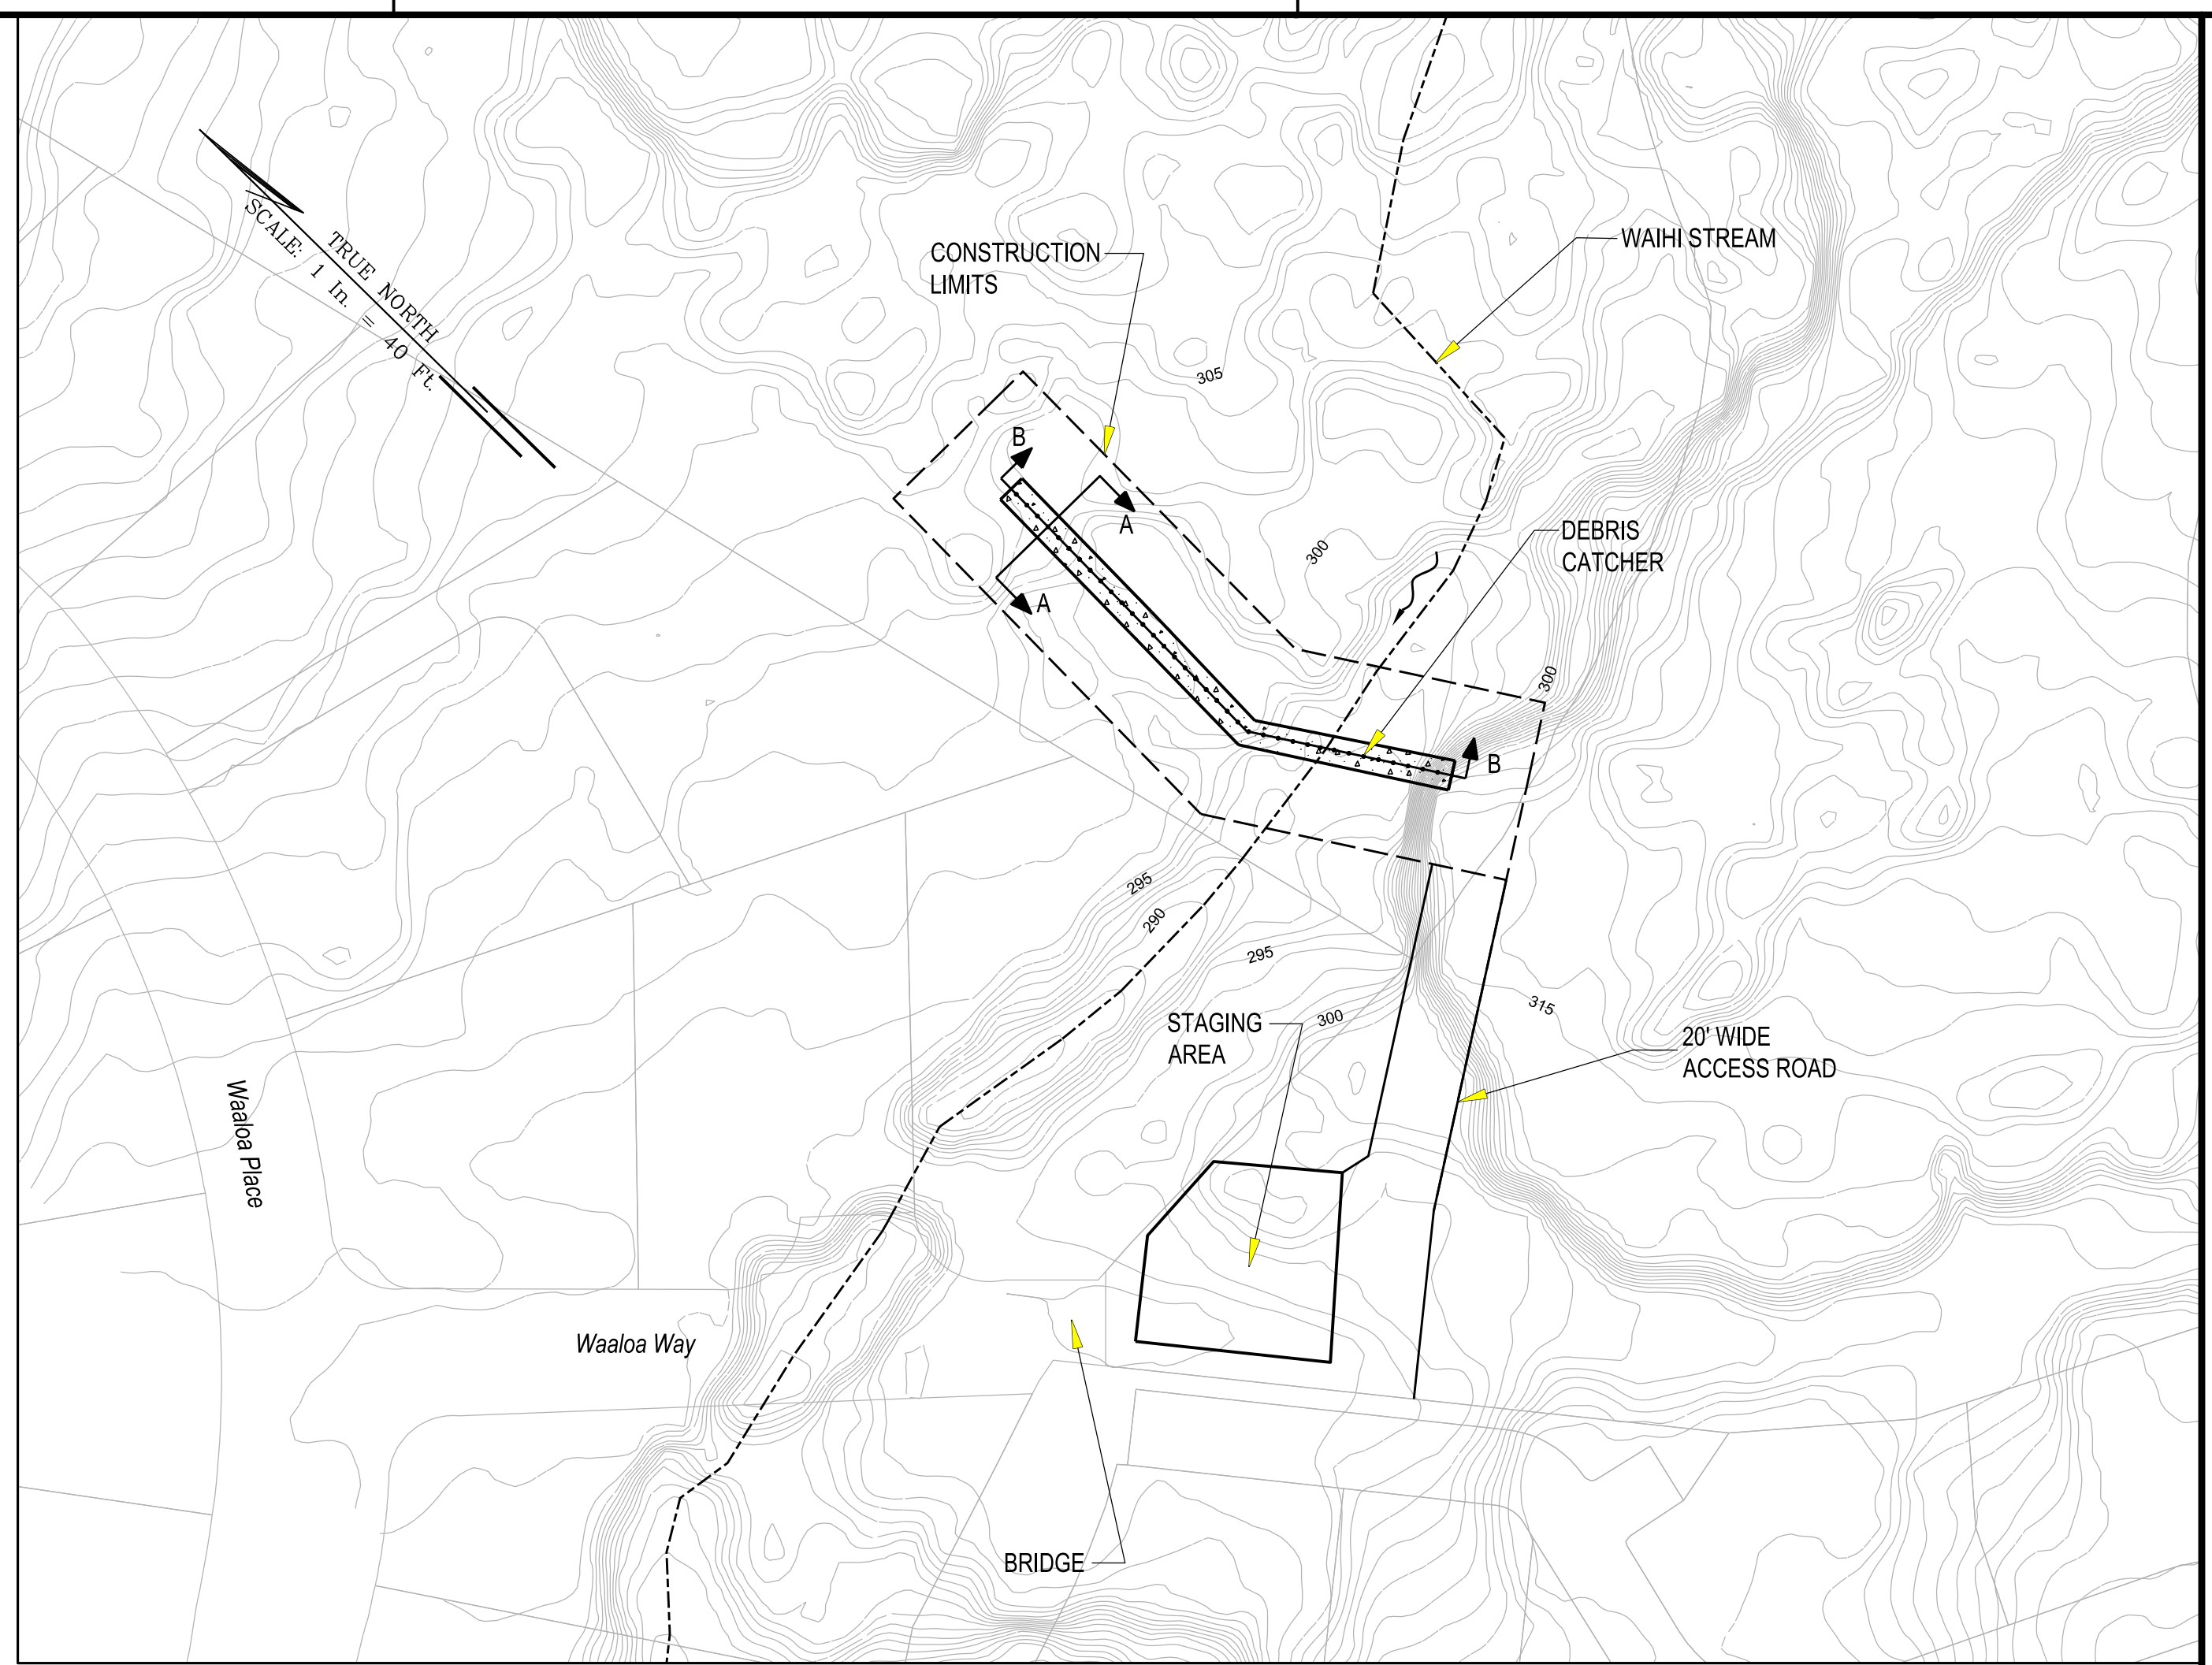 TRUE NORTH
SCALE: 1 In. = 40 Ft.
CONSTRUCTION
LIMITS
WAIHI STREAM
305
B
A
DEBRIS
CATCHER
300
A
300
B
295
290
295
315
STAGING
AREA
300
20' WIDE
ACCESS ROAD
Waaloa Place
Waaloa Way
BRIDGE